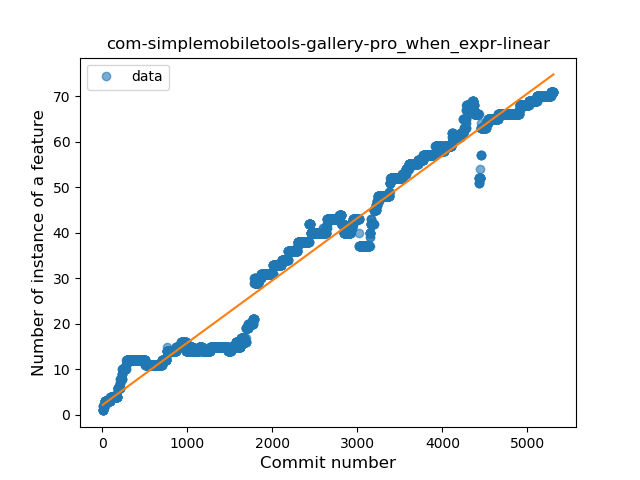 com-simplemobiletools-gallery-pro_when_expr-linear
data
Number of instance of a feature
70
60
50
40
30
20
10
0
0 1000 2000 3000 4000 5000
Commit number